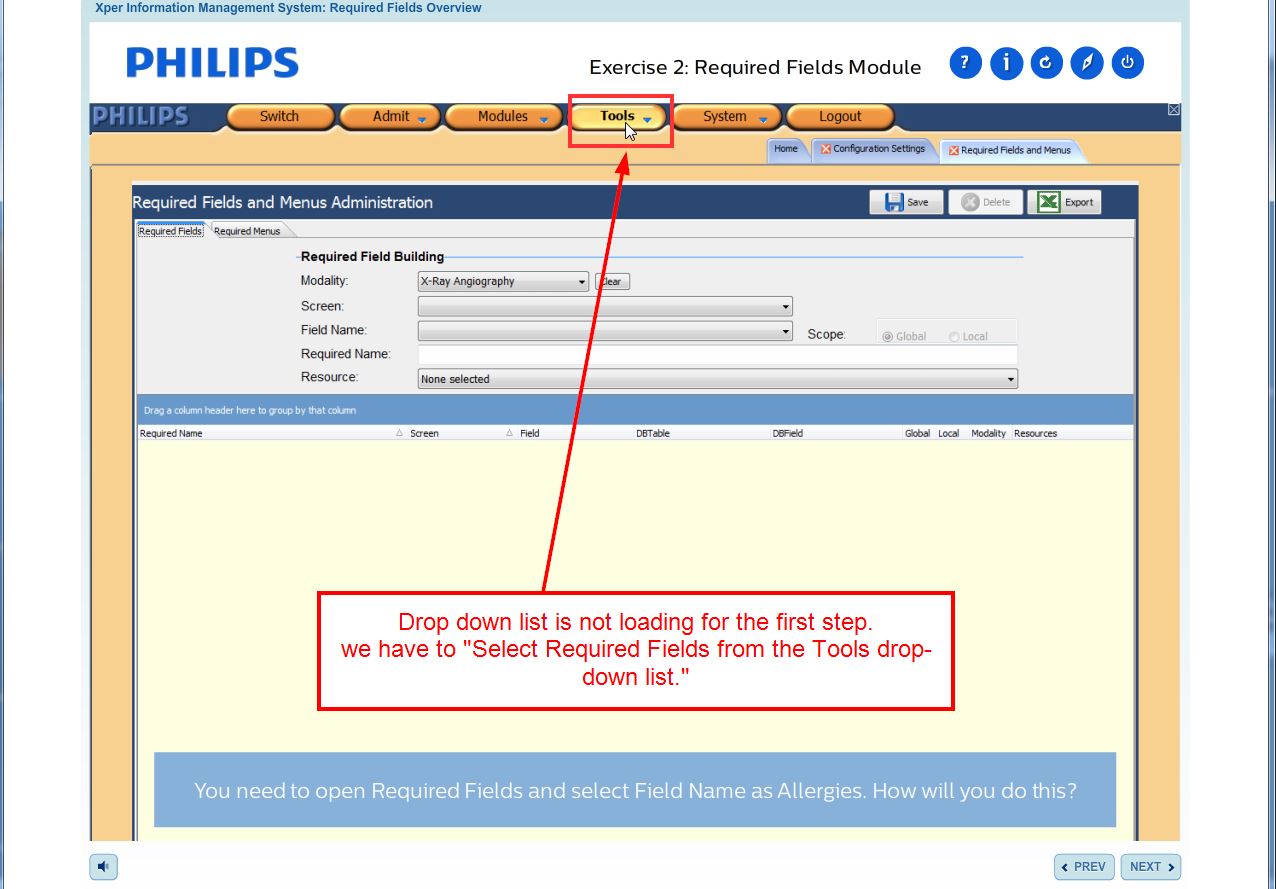 Xper Information Management System: Required Fields Overview
PHILIPS
Exercise 2: Required Fields Module
?
i
PHILIPS
Switch
Admit
Modules
Tools
System
Logout
Home
Configuration Settings
Required Fields and Menus
Required Fields and Menus Administration
Save
Delete
Export
Required Fields
Required Menus
Required Field Building
Modality:
X-Ray Angiography
Clear
Screen:
Field Name:
Scope:
Global
Local
Required Name:
Resource:
None selected
Drag a column header here to group by that column
Required Name
Screen
Field
DBTable
DBField
Global
Local
Modality
Resources
Drop down list is not loading for the first step.
we have to "Select Required Fields from the Tools drop-
down list."
You need to open Required Fields and select Field Name as Allergies. How will you do this?
PREV
NEXT